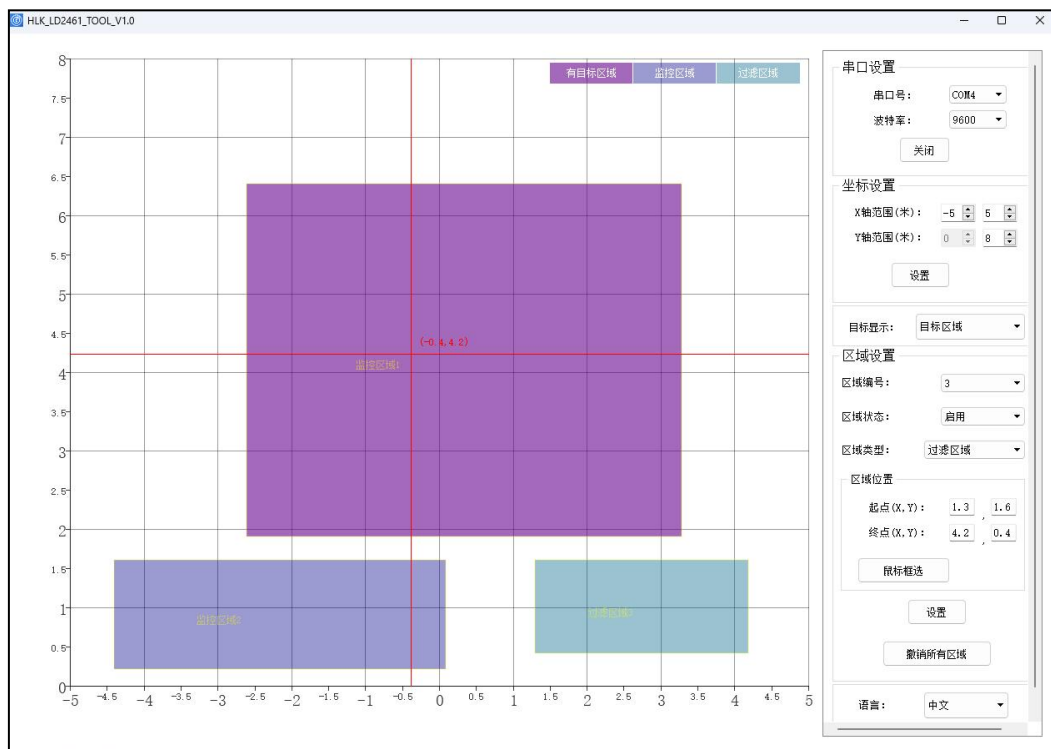 HLK_LD2461_TOOL_V1.0
有目标区域 监控区域 过滤区域
8
7.5
7
6.5
6
5.5
5
4.5
4
3.5
3
2.5
2
1.5
1
0.5
0
(-0.4,4.2)
监控区域1
监控区域2
过滤区域3
-5 -4.5 -4 -3.5 -3 -2.5 -2 -1.5 -1 -0.5 0 0.5 1 1.5 2 2.5 3 3.5 4 4.5 5
串口设置
串口号: COM4
波特率: 9600
关闭
坐标设置
X轴范围(米): -5 5
Y轴范围(米): 0 8
设置
目标显示: 目标区域
区域设置
区域编号: 3
区域状态: 启用
区域类型: 过滤区域
区域位置
起点(X,Y): 1.3 , 1.6
终点(X,Y): 4.2 , 0.4
鼠标框选
设置
撤消所有区域
语言: 中文